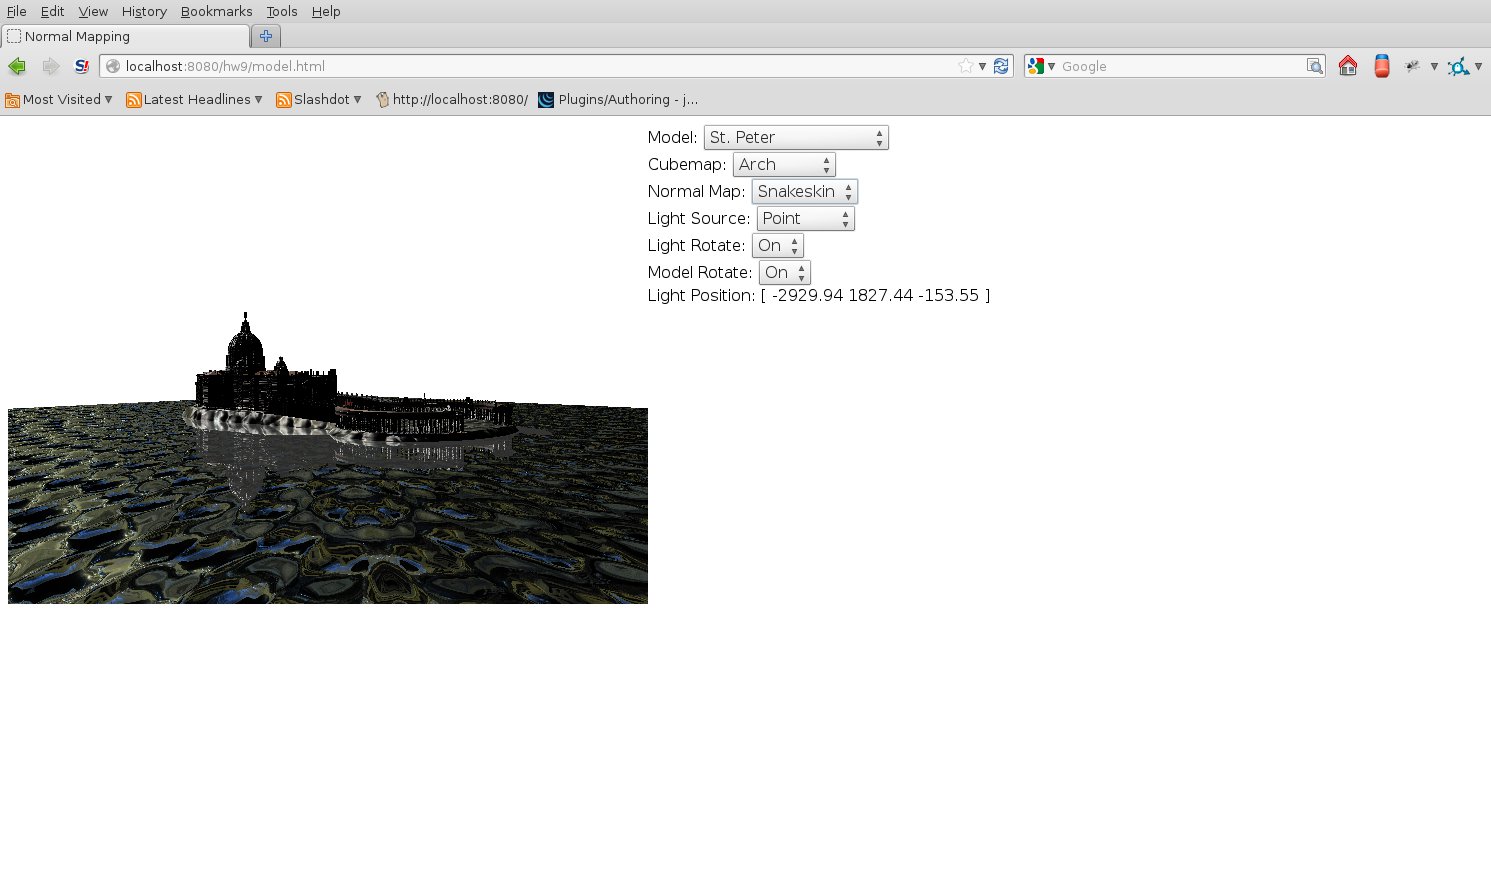 File Edit View History Bookmarks Tools Help
Normal Mapping
localhost:8080/hw9/model.html Google
Most Visited Latest Headlines Slashdot http://localhost:8080/ Plugins/Authoring - j...
Model: St. Peter
Cubemap: Arch
Normal Map: Snakeskin
Light Source: Point
Light Rotate: On
Model Rotate: On
Light Position: [ -2929.94 1827.44 -153.55 ]